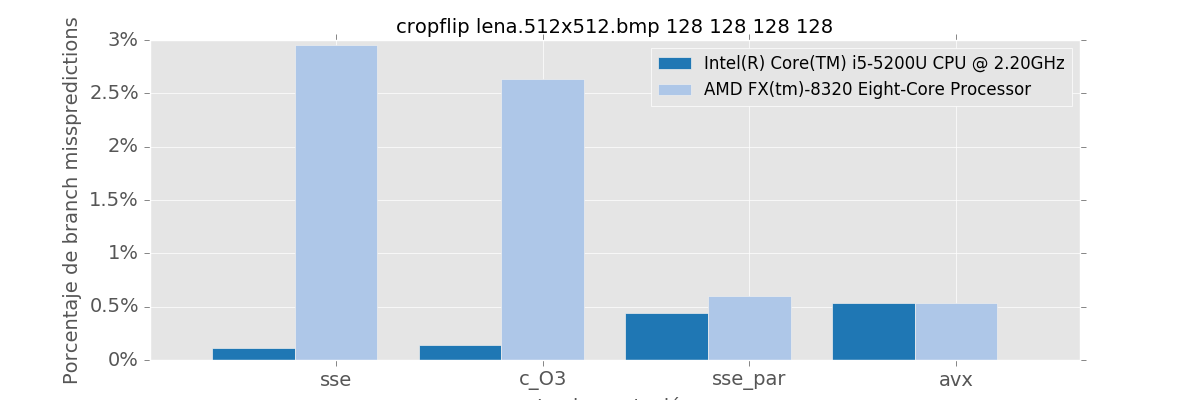 cropflip lena.512x512.bmp 128 128 128 128
Porcentaje de branch misspredictions
3%
2.5%
2%
1.5%
1%
0.5%
0%
Intel(R) Core(TM) i5-5200U CPU @ 2.20GHz
AMD FX(tm)-8320 Eight-Core Processor
sse
c_O3
sse_par
avx